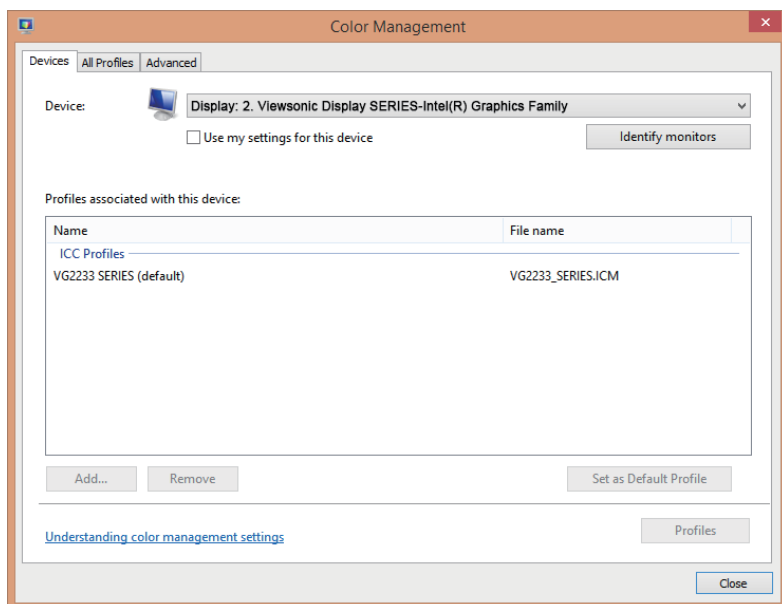 Color Management
Devices All Profiles Advanced
Device: Display: 2. Viewsonic Display SERIES-Intel(R) Graphics Family
Use my settings for this device Identify monitors
Profiles associated with this device:
Name File name
ICC Profiles
VG2233 SERIES (default) VG2233_SERIES.ICM
Add... Remove Set as Default Profile
Understanding color management settings Profiles
Close